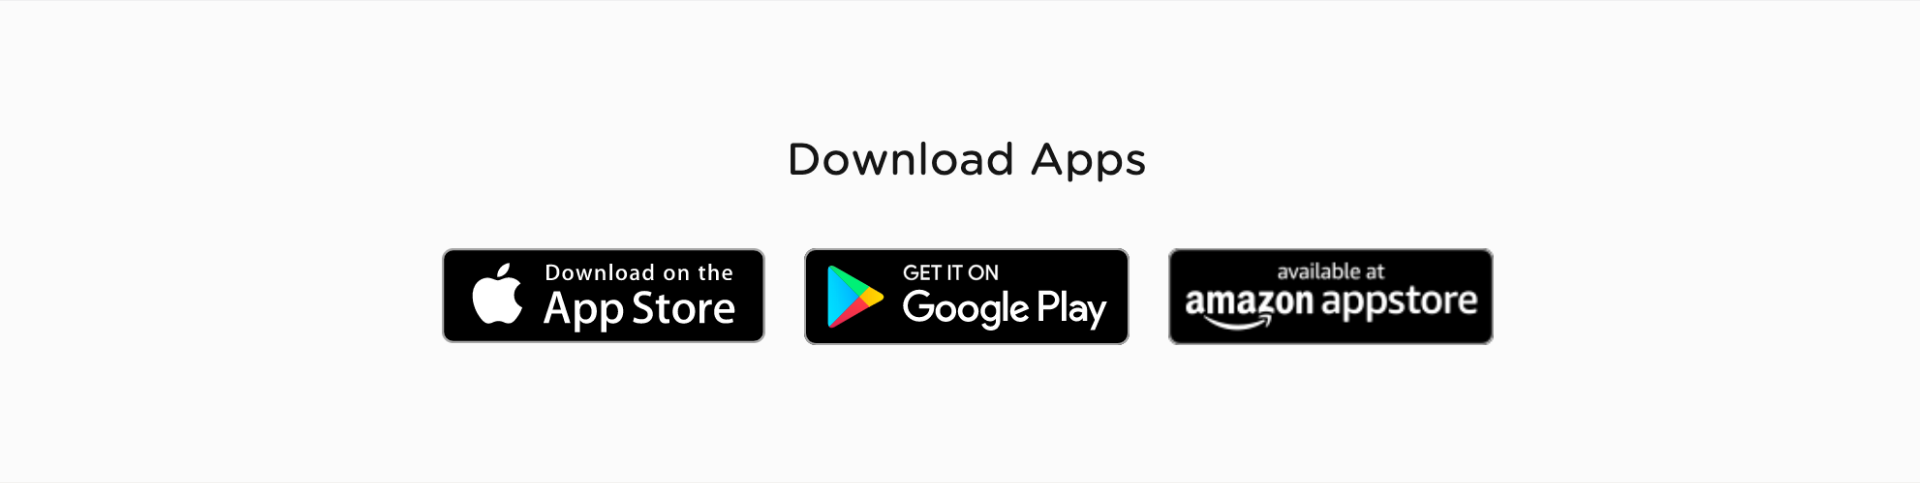 Download Apps
Download on the
App Store
GET IT ON
Google Play
available at
amazon appstore